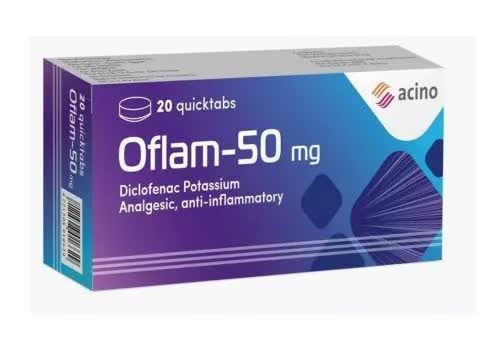 20 quicktabs
Oflam-50 mg
Diclofenac Potassium
Analgesic, anti-inflammatory
acino
20 quicktabs
Oflam-50 mg